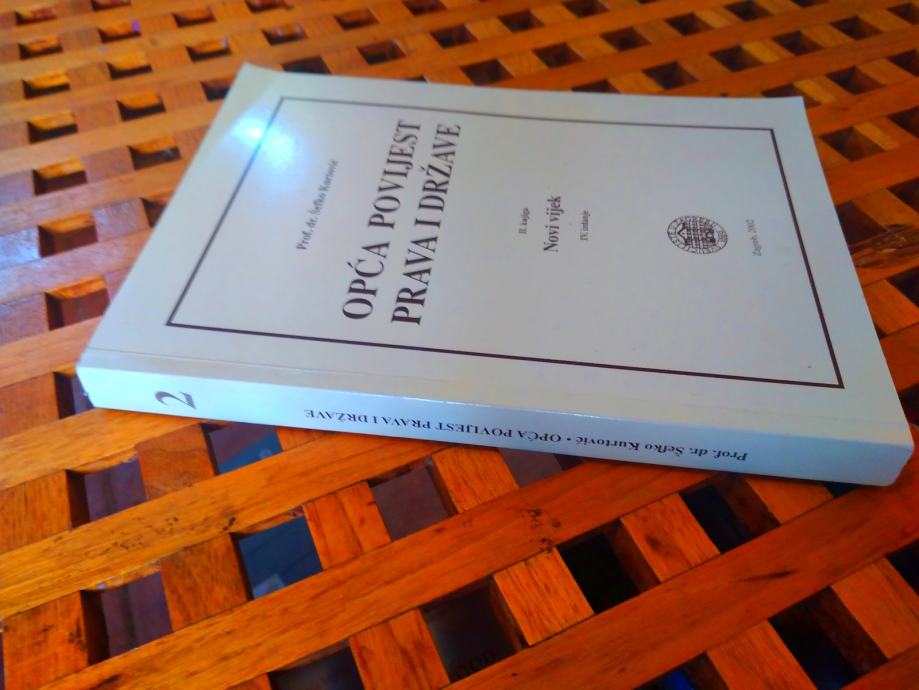 Prof. dr. Šefko Kurtović
OPĆA POVIJEST
PRAVA I DRŽAVE
II. knjiga
Novi vijek
IV. izdanje
Zagreb, 2002
Prof. dr. Šefko Kurtović • OPĆA POVIJEST PRAVA I DRŽAVE
2